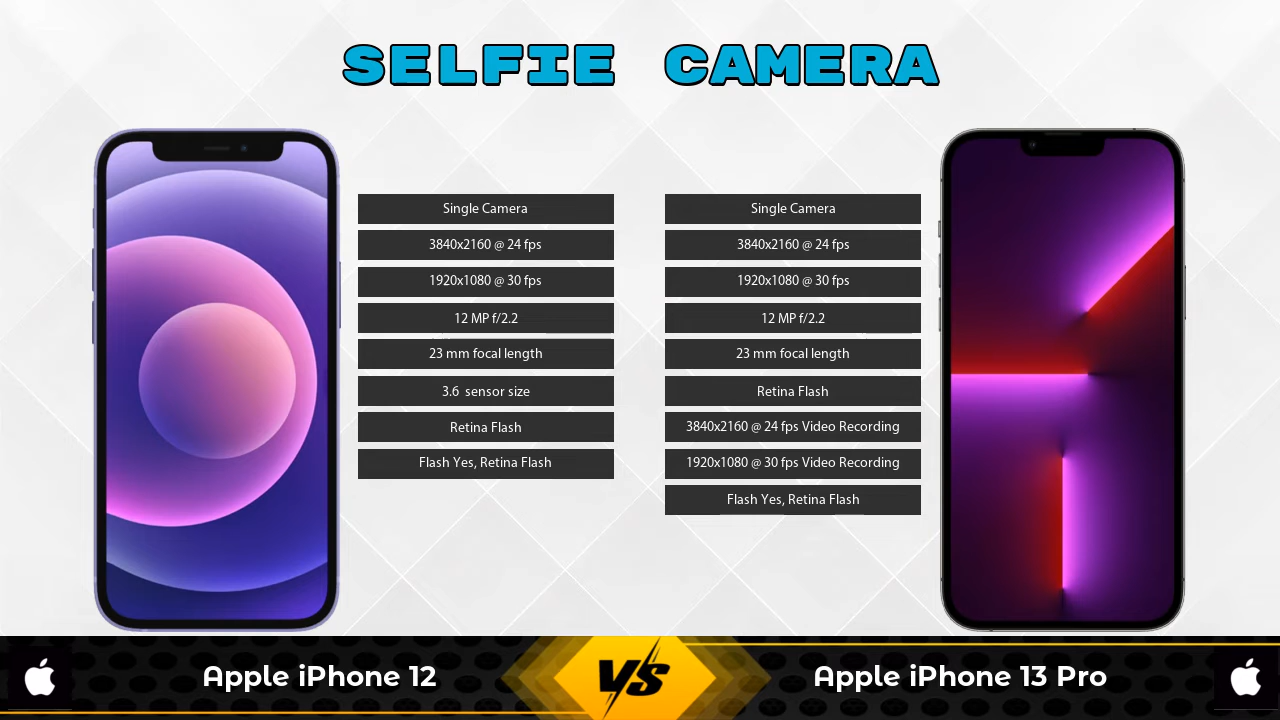 SELFIE CAMERA
Single Camera
3840x2160 @ 24 fps
1920x1080 @ 30 fps
12 MP f/2.2
23 mm focal length
3.6  sensor size
Retina Flash
Flash Yes, Retina Flash
Single Camera
3840x2160 @ 24 fps
1920x1080 @ 30 fps
12 MP f/2.2
23 mm focal length
Retina Flash
3840x2160 @ 24 fps Video Recording
1920x1080 @ 30 fps Video Recording
Flash Yes, Retina Flash
Apple iPhone 12
VS
Apple iPhone 13 Pro